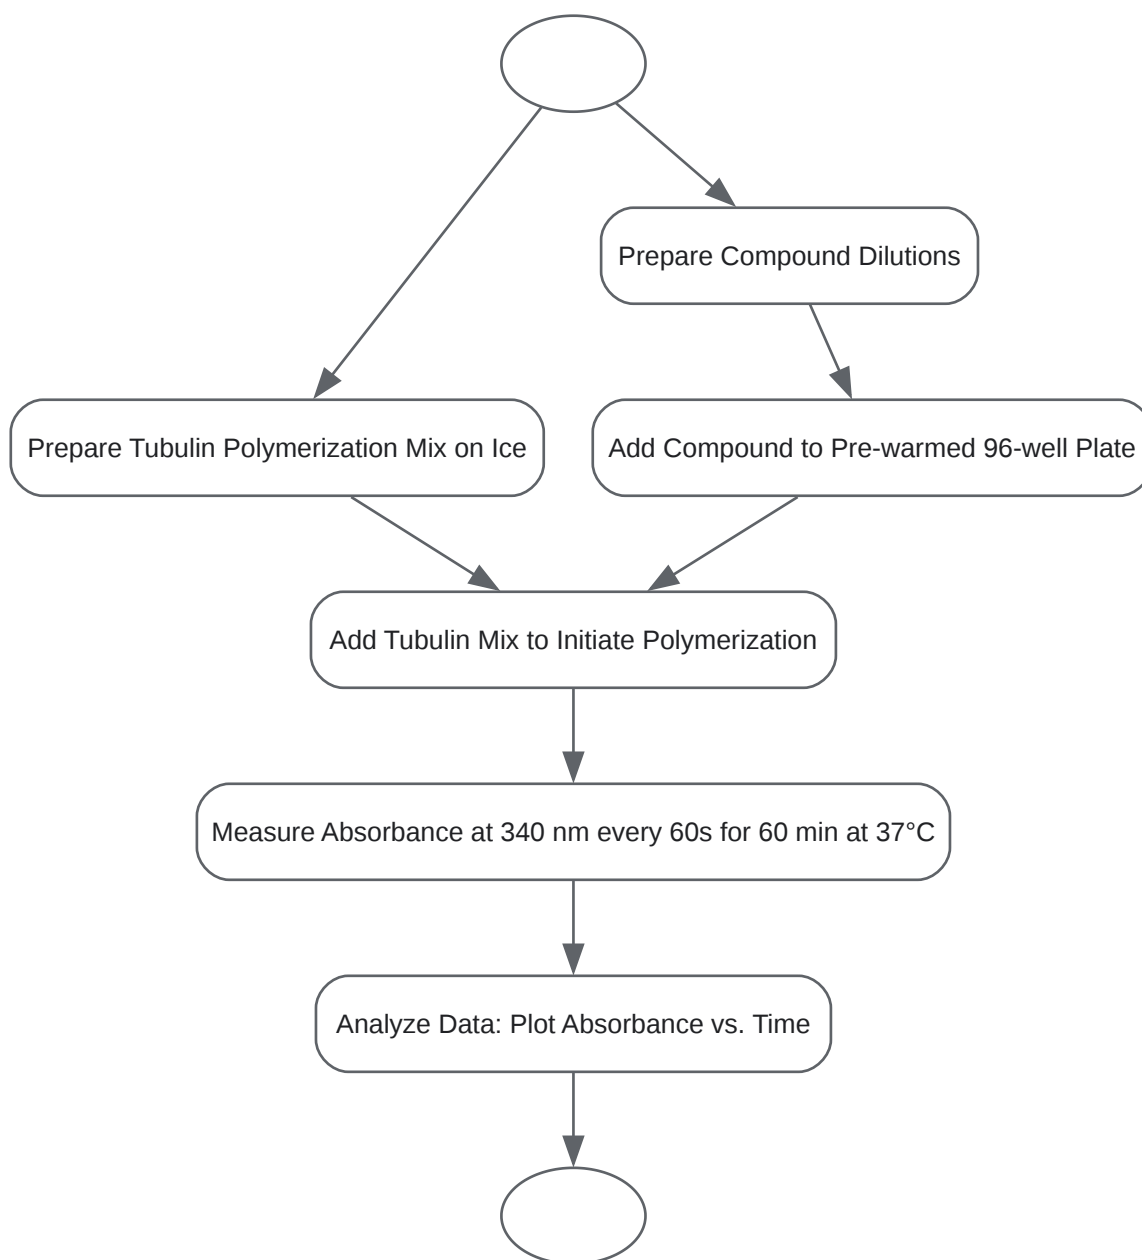 Prepare Compound Dilutions
Prepare Tubulin Polymerization Mix on Ice
Add Compound to Pre-warmed 96-well Plate
Add Tubulin Mix to Initiate Polymerization
Measure Absorbance at 340 nm every 60s for 60 min at 37°C
Analyze Data: Plot Absorbance vs. Time